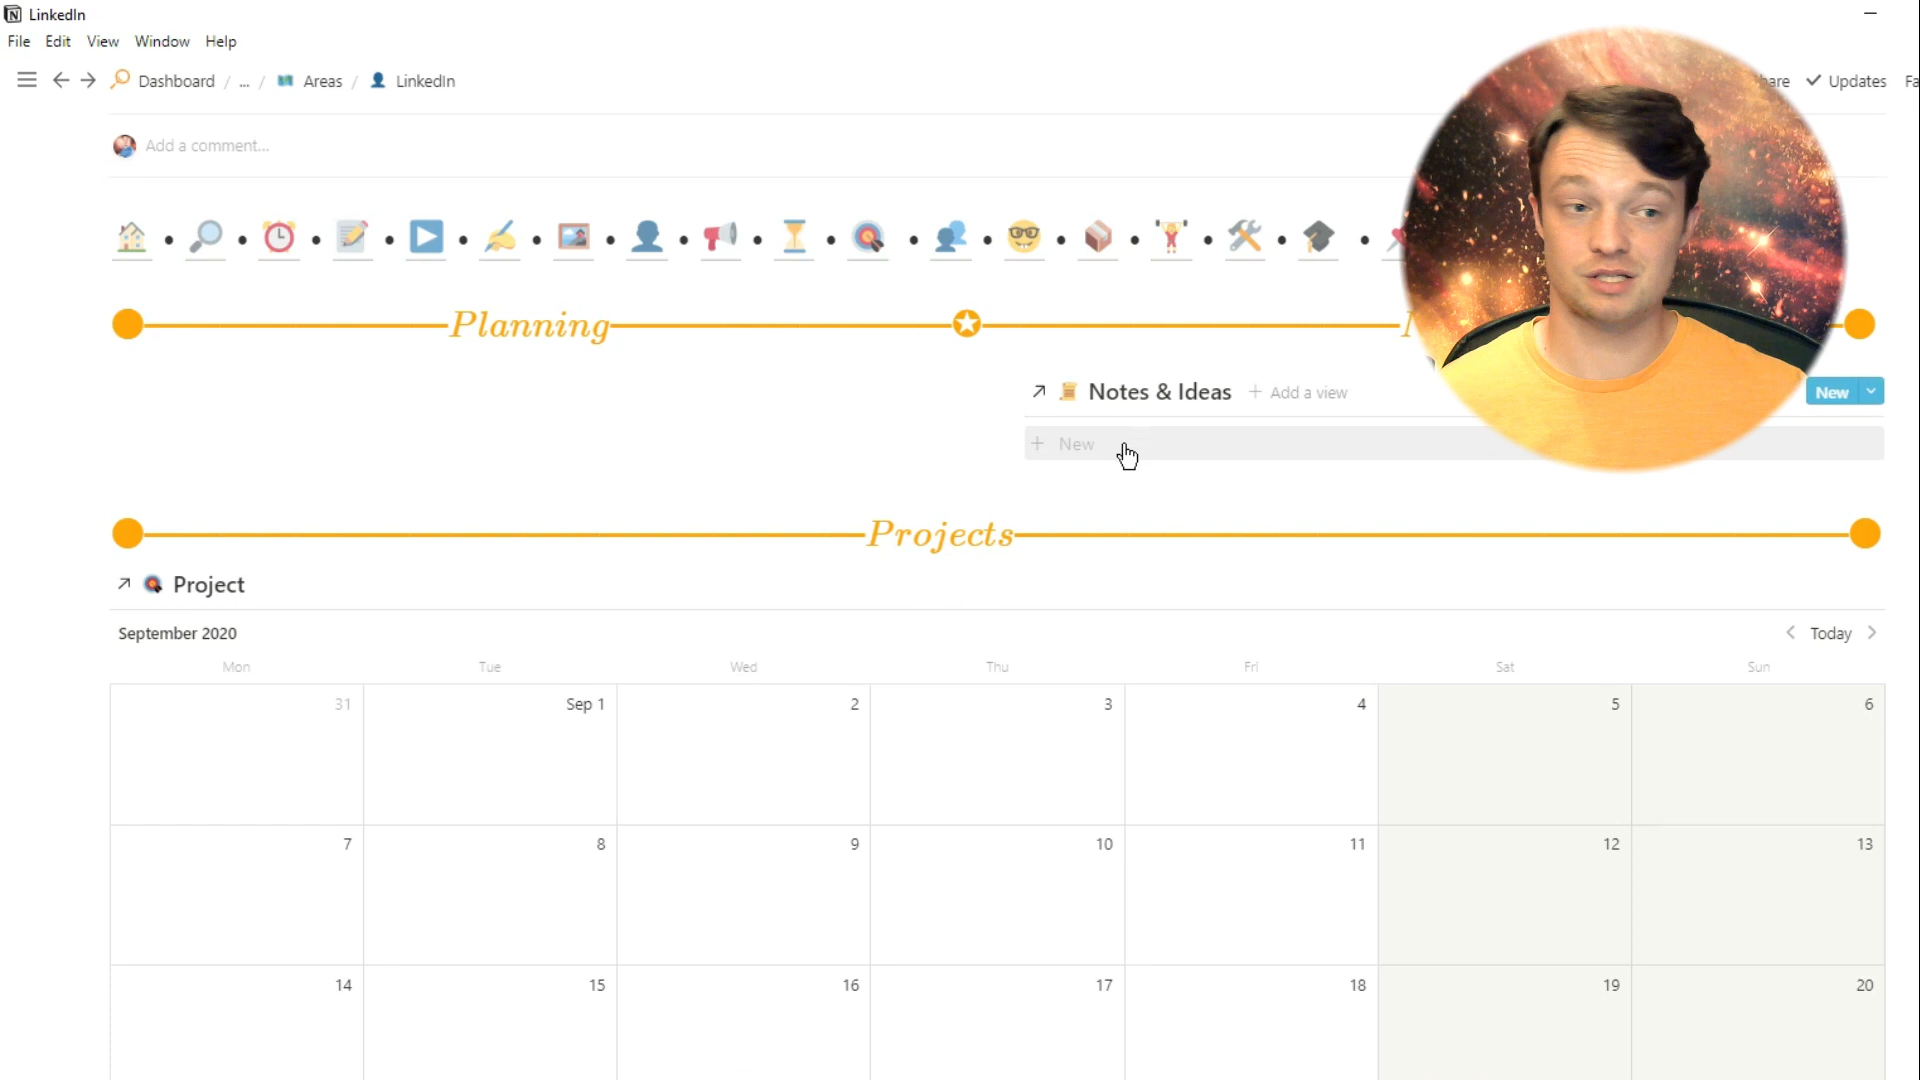 LinkedIn
File Edit View Window Help
Dashboard / ... / Areas / LinkedIn
Updates
Add a comment...
Planning
Notes & Ideas + Add a view New
+ New
Projects
Project
September 2020 Today
Mon Tue Wed Thu Fri Sat Sun
31 Sep 1 2 3 4 5 6
7 8 9 10 11 12 13
14 15 16 17 18 19 20